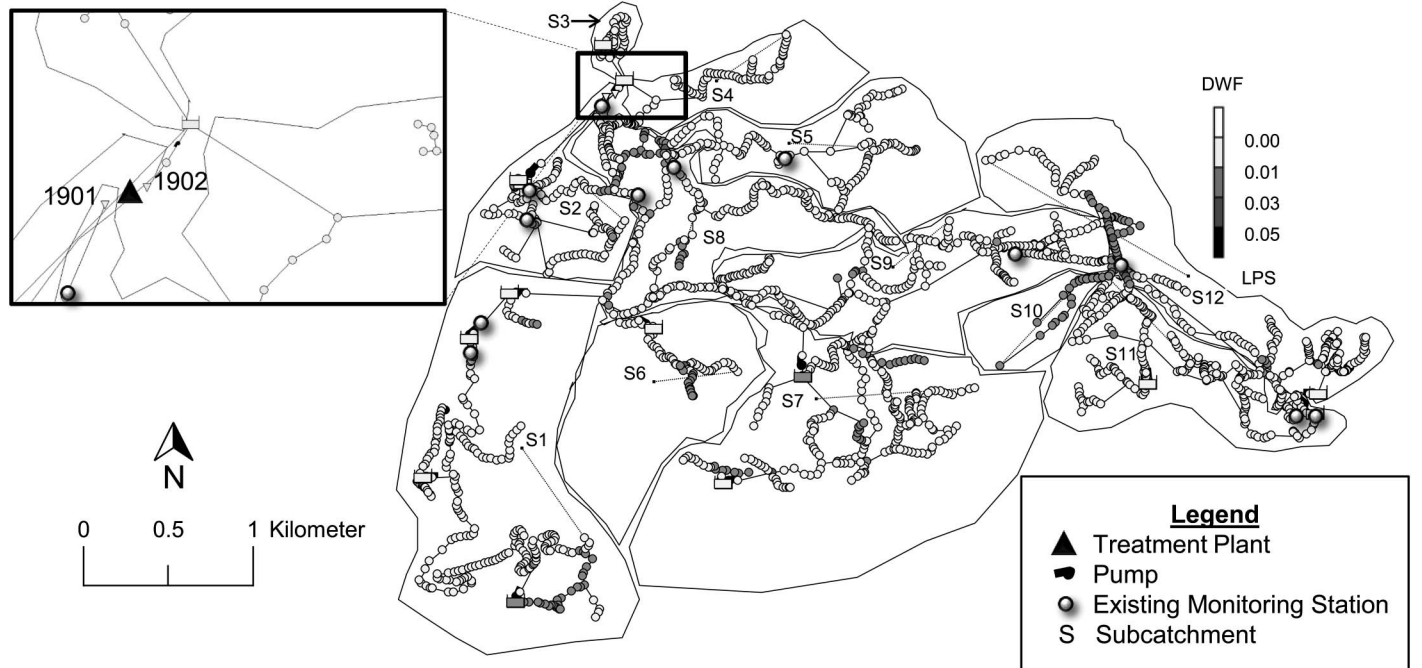 1901
1902
S3
S4
S5
S2
S8
S9
S10
S12
S11
S6
S7
S1
DWF
0.00
0.01
0.03
0.05
LPS
N
0 0.5 1 Kilometer
Legend
Treatment Plant
Pump
Existing Monitoring Station
S Subcatchment